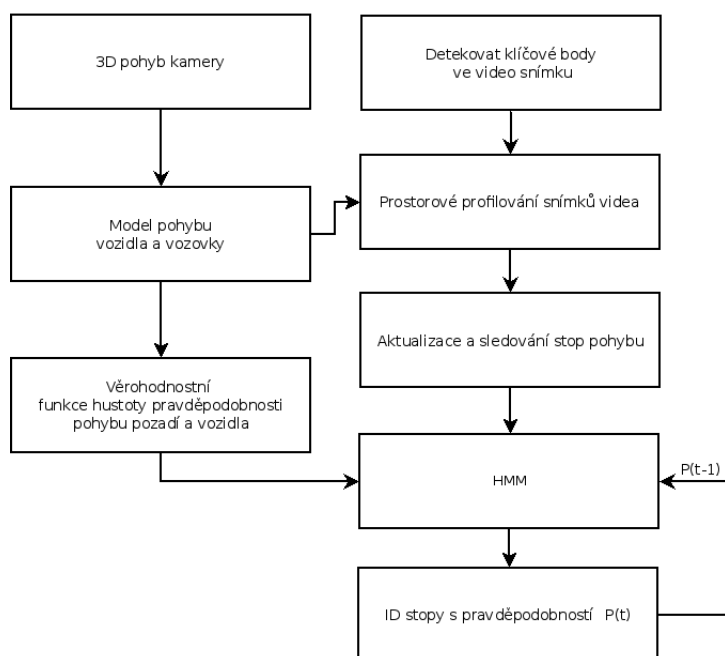 3D pohyb kamery
Detekovat klíčové body
ve video snímku
Model pohybu
vozidla a vozovky
Prostorové profilování snímků videa
Aktualizace a sledování stop pohybu
Věrohodnostní
funkce hustoty pravděpodobnosti
pohybu pozadí a vozidla
HMM
P(t-1)
ID stopy s pravděpodobností P(t)